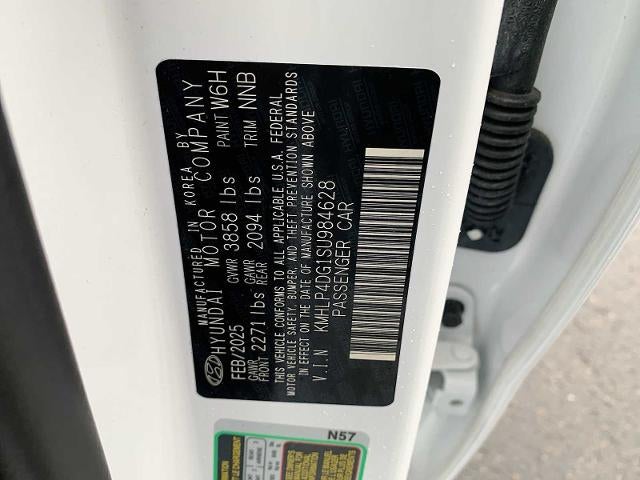 MANUFACTURED IN KOREA BY
HYUNDAI MOTOR COMPANY
FEB/2025 GVWR 3858 lbs PAINT W6H
GAWR FRONT 2271 lbs GAWR REAR 2094 lbs TRIM NNB
THIS VEHICLE CONFORMS TO ALL APPLICABLE U.S.A. FEDERAL
MOTOR VEHICLE SAFETY, BUMPER, AND THEFT PREVENTION STANDARDS
IN EFFECT ON THE DATE OF MANUFACTURE SHOWN ABOVE
V.I.N KMHLP4DG1SU984628
PASSENGER CAR
N57